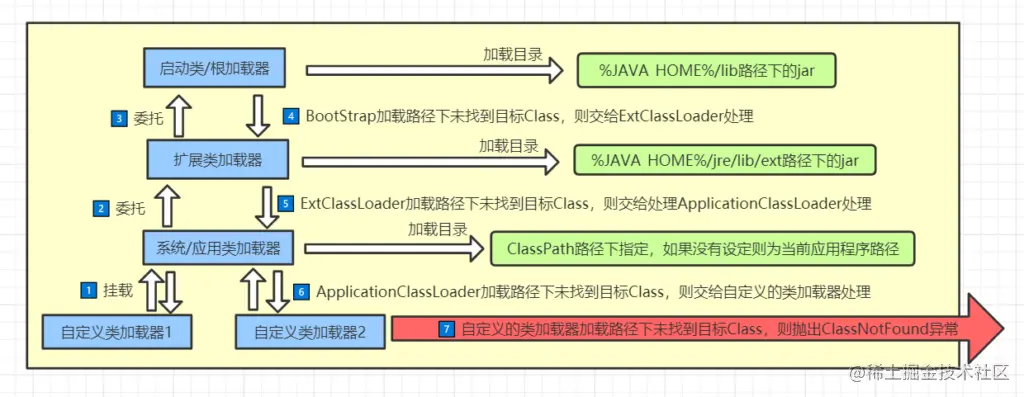 加载目录
启动类/根加载器
%JAVA HOME%/lib路径下的jar
3 委托
4 BootStrap加载路径下未找到目标Class，则交给ExtClassLoader处理
加载目录
扩展类加载器
%JAVA HOME%/jre/lib/ext路径下的jar
2 委托
5 ExtClassLoader加载路径下未找到目标Class，则交给处理ApplicationClassLoader处理
加载目录
系统/应用类加载器
ClassPath路径下指定，如果没有设定则为当前应用程序路径
1 挂载
6 ApplicationClassLoader加载路径下未找到目标Class，则交给自定义的类加载器处理
自定义类加载器1
自定义类加载器2
7 自定义的类加载器加载路径下未找到目标Class，则抛出ClassNotFound异常
@稀土掘金技术社区